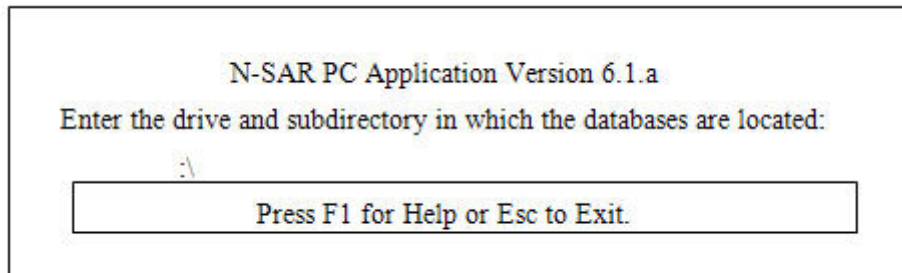 N-SAR PC Application Version 6.1.a
Enter the drive and subdirectory in which the databases are located:
:\
Press F1 for Help or Esc to Exit.